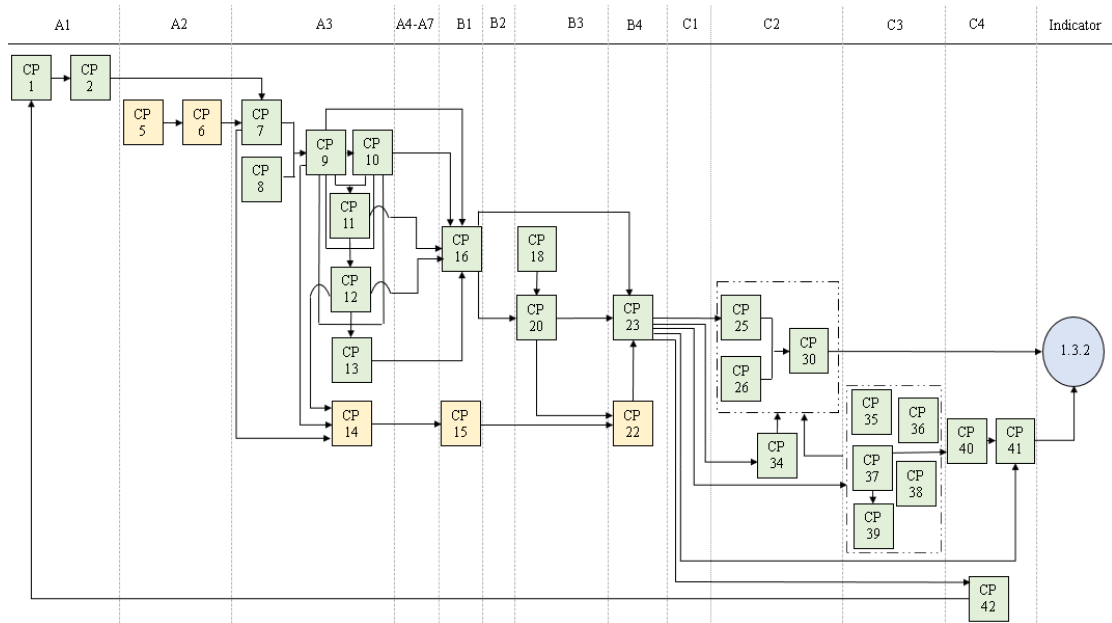 A1 A2 A3 A4-A7 B1 B2 B3 B4 C1 C2 C3 C4 Indicator
CP
1
CP
2
CP
5
CP
6
CP
7
CP
8
CP
9
CP
10
CP
11
CP
12
CP
13
CP
14
CP
15
CP
16
CP
18
CP
20
CP
22
CP
23
CP
25
CP
26
CP
30
CP
34
CP
35
CP
36
CP
37
CP
38
CP
39
CP
40
CP
41
CP
42
1.3.2